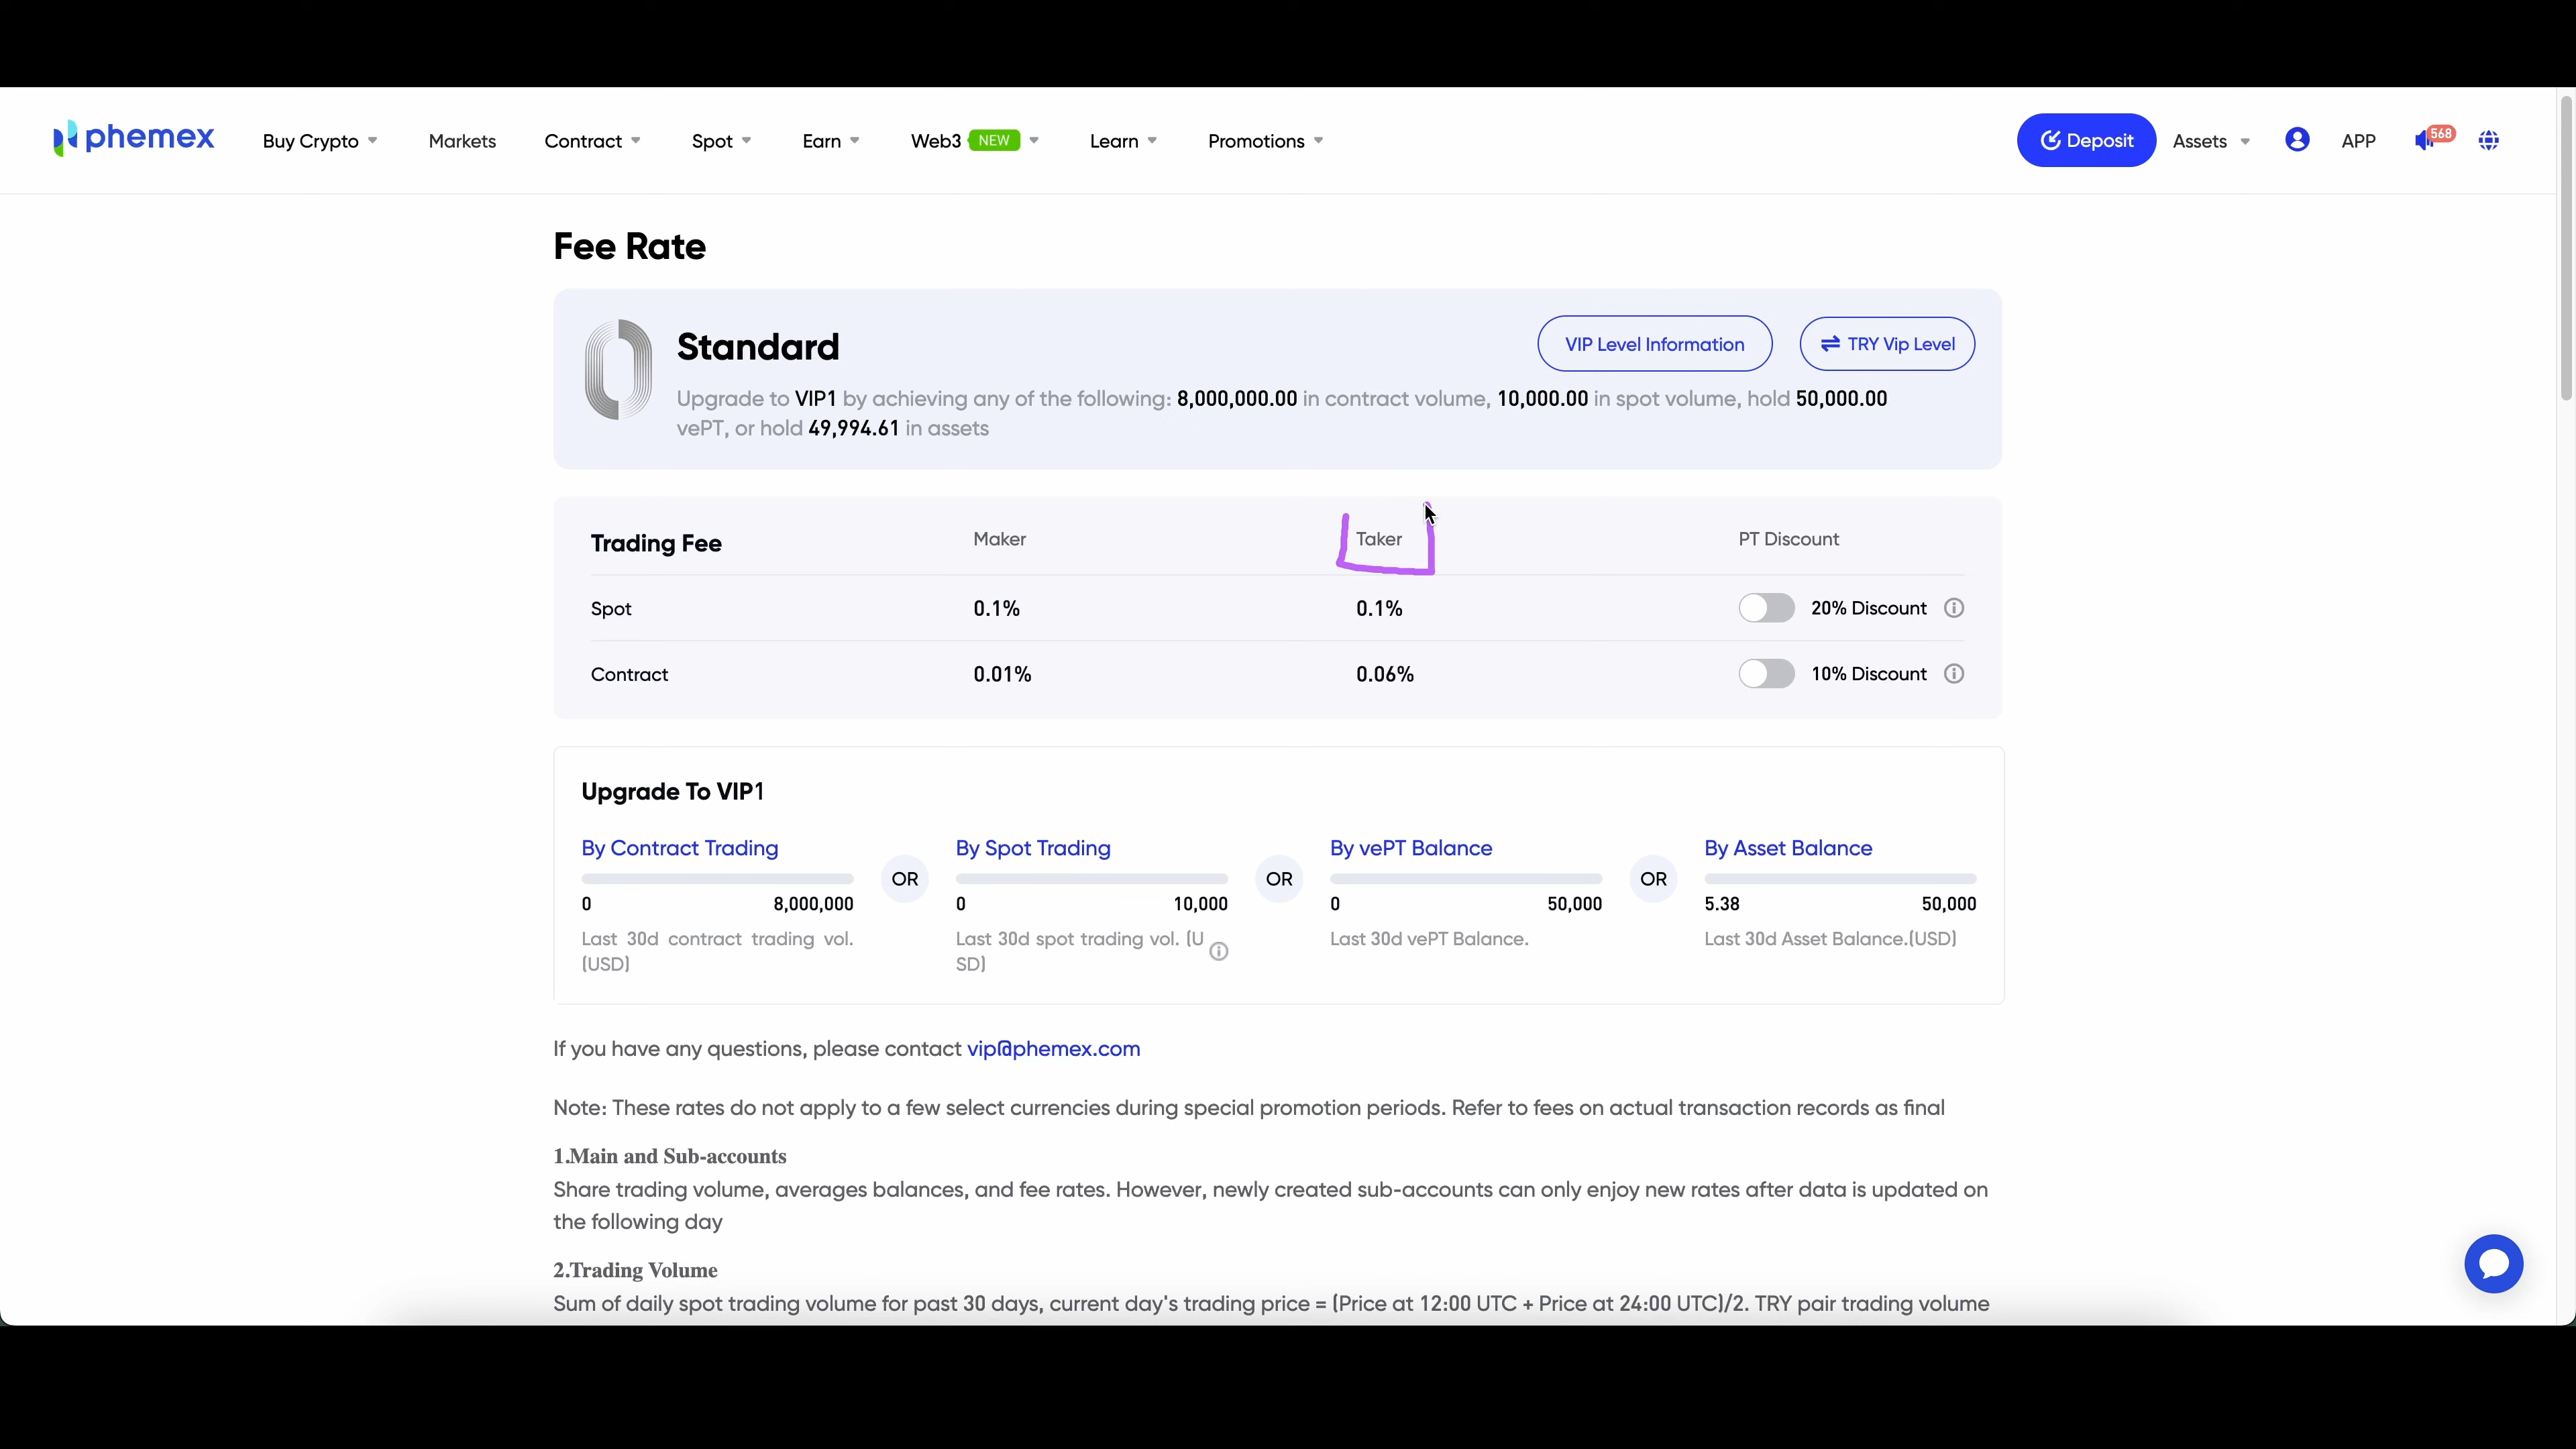 phemex
Buy Crypto Markets Contract Spot Earn Web3 NEW Learn Promotions Deposit Assets APP 568
Fee Rate
Standard
VIP Level Information TRY Vip Level
Upgrade to VIP1 by achieving any of the following: 8,000,000.00 in contract volume, 10,000.00 in spot volume, hold 50,000.00
vePT, or hold 49,994.61 in assets
Trading Fee Maker Taker PT Discount
Spot 0.1% 0.1% 20% Discount
Contract 0.01% 0.06% 10% Discount
Upgrade To VIP1
By Contract Trading
0 8,000,000
Last 30d contract trading vol.
(USD)
OR
By Spot Trading
0 10,000
Last 30d spot trading vol. (U
SD)
OR
By vePT Balance
0 50,000
Last 30d vePT Balance.
OR
By Asset Balance
5.38 50,000
Last 30d Asset Balance.(USD)
If you have any questions, please contact vip@phemex.com
Note: These rates do not apply to a few select currencies during special promotion periods. Refer to fees on actual transaction records as final
1.Main and Sub-accounts
Share trading volume, averages balances, and fee rates. However, newly created sub-accounts can only enjoy new rates after data is updated on
the following day
2.Trading Volume
Sum of daily spot trading volume for past 30 days, current day's trading price = (Price at 12:00 UTC + Price at 24:00 UTC)/2. TRY pair trading volume